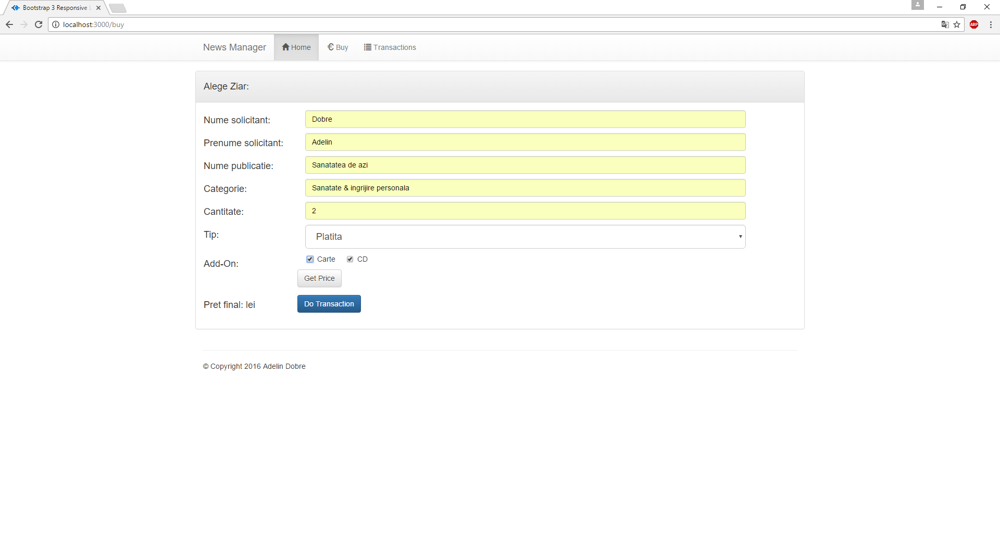 Bootstrap 3 Responsive L
localhost:3000/buy
ABP
News Manager Home € Buy Transactions
Alege Ziar:
Nume solicitant: Dobre
Prenume solicitant: Adelin
Nume publicatie: Sanatatea de azi
Categorie: Sanatate & ingrijire personala
Cantitate: 2
Tip: Platita
Add-On: Carte CD
Get Price
Pret final: lei Do Transaction
© Copyright 2016 Adelin Dobre